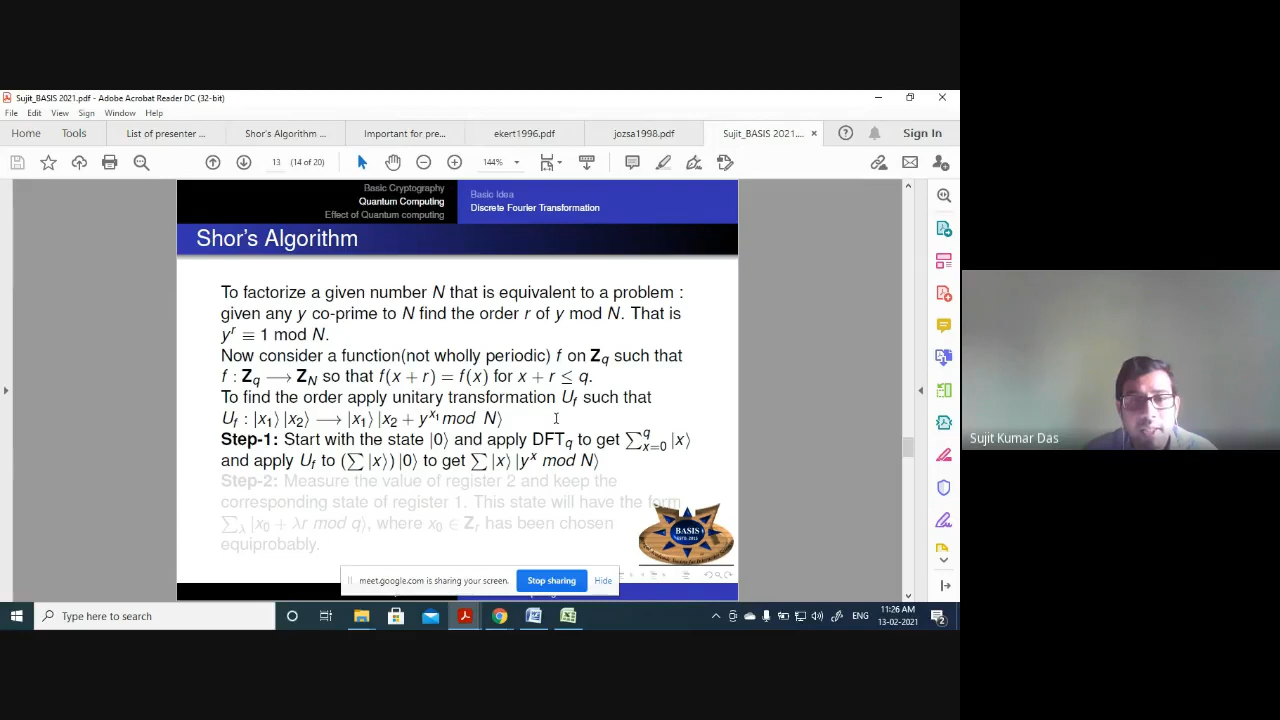 Sujit_BASIS 2021.pdf - Adobe Acrobat Reader DC (32-bit)
File Edit View Sign Window Help
Home Tools List of presenter ... Shor's Algorithm ... Important for pre... ekert1996.pdf jozsa1998.pdf Sujit_BASIS 2021.... × Sign In
13 (14 of 20) 144%
Basic Cryptography
Quantum Computing
Effect of Quantum computing
Basic Idea
Discrete Fourier Transformation
Shor's Algorithm
To factorize a given number N that is equivalent to a problem :
given any y co-prime to N find the order r of y mod N. That is
y^r ≡ 1 mod N.
Now consider a function(not wholly periodic) f on Z_q such that
f : Z_q ⟶ Z_N so that f(x + r) = f(x) for x + r ≤ q.
To find the order apply unitary transformation U_f such that
U_f : |x₁⟩ |x₂⟩ ⟶ |x₁⟩ |x₂ + y^x₁ mod N⟩
Step-1: Start with the state |0⟩ and apply DFT_q to get ∑_{x=0}^{q} |x⟩
and apply U_f to (∑ |x⟩) |0⟩ to get ∑ |x⟩ |y^x mod N⟩
Step-2: Measure the value of register 2 and keep the
corresponding state of register 1. This state will have the form
∑_λ |x₀ + λr mod q⟩, where x₀ ∈ Z_r has been chosen
equiprobably.
BASIS
meet.google.com is sharing your screen. Stop sharing Hide
Sujit Kumar Das
Type here to search
ENG
11:26 AM
13-02-2021
2